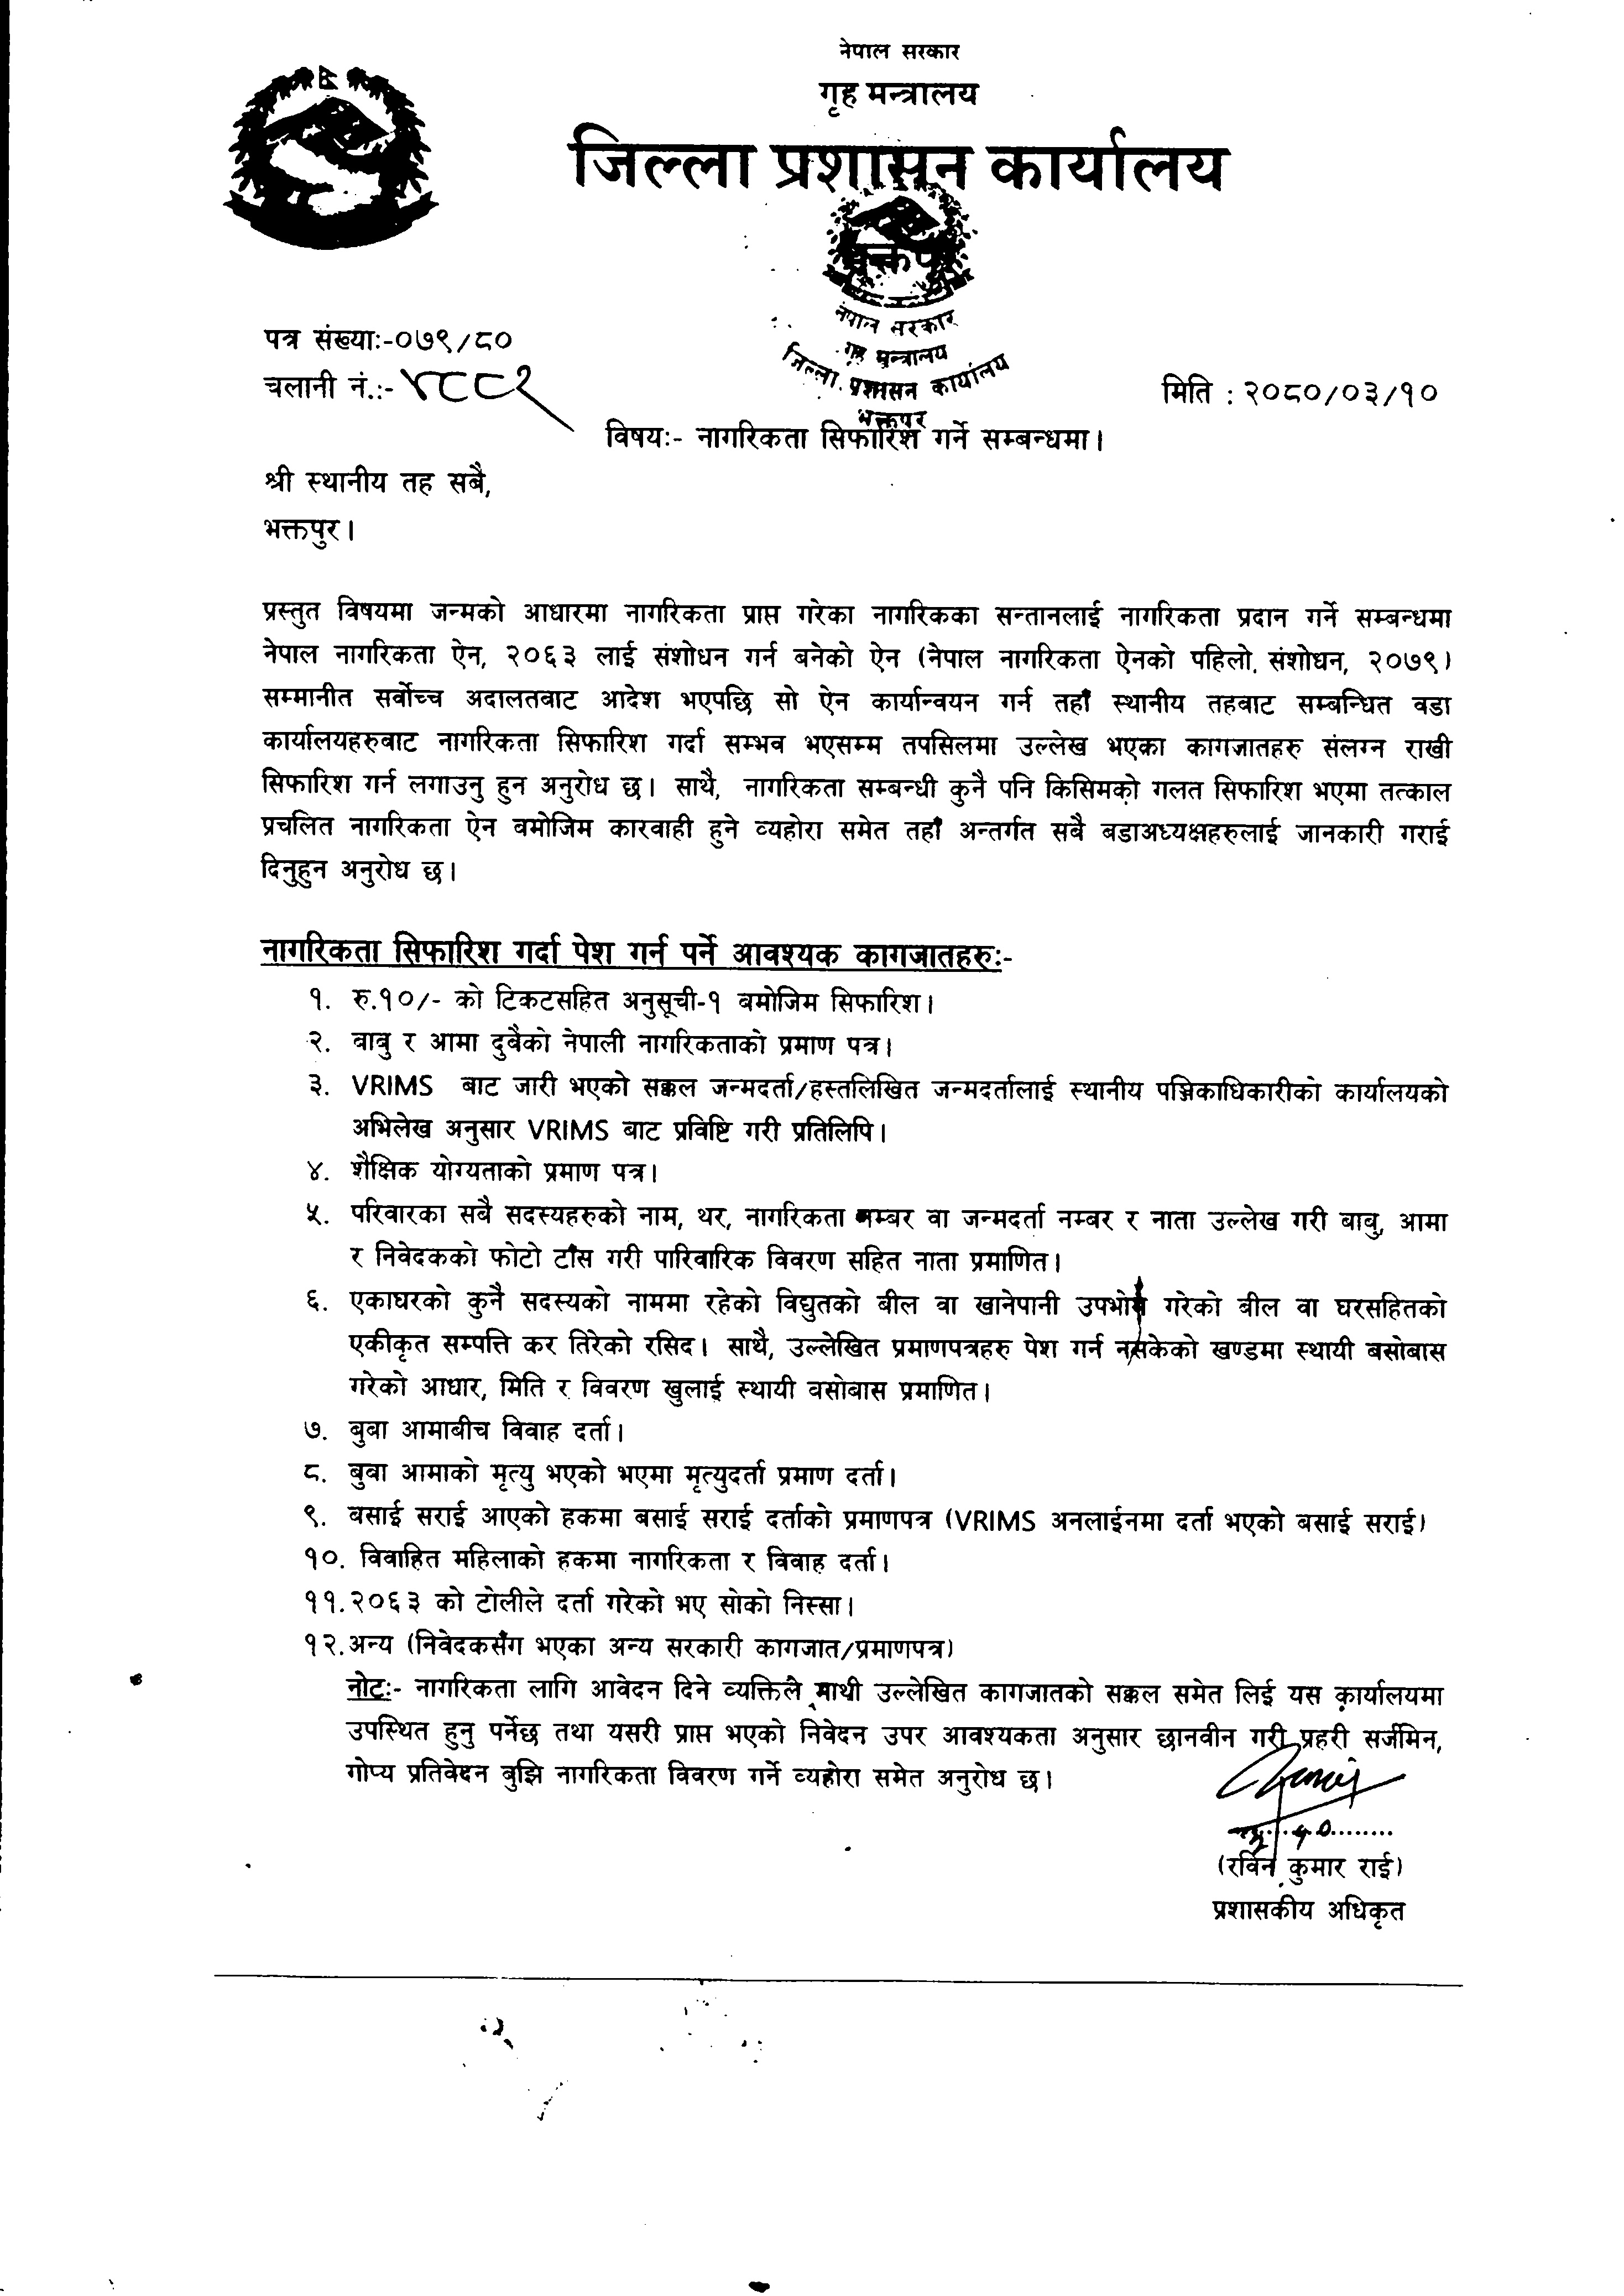 नेपाल सरकार
गृह मन्त्रालय
जिल्ला प्रशासन कार्यालय
भक्तपुर
नेपाल सरकार
गृह मन्त्रालय
जिल्ला प्रशासन कार्यालय
भक्तपुर
पत्र संख्याः-०७९/८०
चलानी नं.:- ४८८२
मिति : २०८०/०३/१०
विषयः- नागरिकता सिफारिश गर्ने सम्बन्धमा।
श्री स्थानीय तह सबै,
भक्तपुर।
प्रस्तुत विषयमा जन्मको आधारमा नागरिकता प्राप्त गरेका नागरिकका सन्तानलाई नागरिकता प्रदान गर्ने सम्बन्धमा
नेपाल नागरिकता ऐन, २०६३ लाई संशोधन गर्न बनेको ऐन (नेपाल नागरिकता ऐनको पहिलो संशोधन, २०७९)
सम्मानीत सर्वोच्च अदालतबाट आदेश भएपछि सो ऐन कार्यान्वयन गर्न तहाँ स्थानीय तहबाट सम्बन्धित वडा
कार्यालयहरुबाट नागरिकता सिफारिश गर्दा सम्भव भएसम्म तपसिलमा उल्लेख भएका कागजातहरु संलग्न राखी
सिफारिश गर्न लगाउनु हुन अनुरोध छ। साथै, नागरिकता सम्बन्धी कुनै पनि किसिमको गलत सिफारिश भएमा तत्काल
प्रचलित नागरिकता ऐन बमोजिम कारवाही हुने व्यहोरा समेत तहाँ अन्तर्गत सबै बडाअध्यक्षहरुलाई जानकारी गराई
दिनुहुन अनुरोध छ।
नागरिकता सिफारिश गर्दा पेश गर्न पर्ने आवश्यक कागजातहरुः-
१. रु.१०/- को टिकटसहित अनुसूची-१ बमोजिम सिफारिश।
२. बाबु र आमा दुबैको नेपाली नागरिकताको प्रमाण पत्र।
३. VRIMS बाट जारी भएको सक्कल जन्मदर्ता/हस्तलिखित जन्मदर्तालाई स्थानीय पञ्जिकाधिकारीको कार्यालयको
अभिलेख अनुसार VRIMS बाट प्रविष्टि गरी प्रतिलिपि।
४. शैक्षिक योग्यताको प्रमाण पत्र।
५. परिवारका सबै सदस्यहरुको नाम, थर, नागरिकता नम्बर वा जन्मदर्ता नम्बर र नाता उल्लेख गरी बाबु, आमा
र निवेदकको फोटो टाँस गरी पारिवारिक विवरण सहित नाता प्रमाणित।
६. एकाघरको कुनै सदस्यको नाममा रहेको विद्युतको बील वा खानेपानी उपभोग गरेको बील वा घरसहितको
एकीकृत सम्पत्ति कर तिरेको रसिद। साथै, उल्लेखित प्रमाणपत्रहरु पेश गर्न नसकेको खण्डमा स्थायी बसोबास
गरेको आधार, मिति र विवरण खुलाई स्थायी बसोबास प्रमाणित।
७. बुबा आमाबीच विवाह दर्ता।
८. बुबा आमाको मृत्यु भएको भएमा मृत्युदर्ता प्रमाण दर्ता।
९. बसाई सराई आएको हकमा बसाई सराई दर्ताको प्रमाणपत्र (VRIMS अनलाईनमा दर्ता भएको बसाई सराई)
१०. विवाहित महिलाको हकमा नागरिकता र विवाह दर्ता।
११. २०६३ को टोलीले दर्ता गरेको भए सोको निस्सा।
१२. अन्य (निवेदकसँग भएका अन्य सरकारी कागजात/प्रमाणपत्र)
नोटः- नागरिकता लागि आवेदन दिने व्यक्तिले माथी उल्लेखित कागजातको सक्कल समेत लिई यस कार्यालयमा
उपस्थित हुनु पर्नेछ तथा यसरी प्राप्त भएको निवेदन उपर आवश्यकता अनुसार छानवीन गरी प्रहरी सर्जमिन,
गोप्य प्रतिवेदन बुझि नागरिकता विवरण गर्ने व्यहोरा समेत अनुरोध छ।
(रविन कुमार राई)
प्रशासकीय अधिकृत